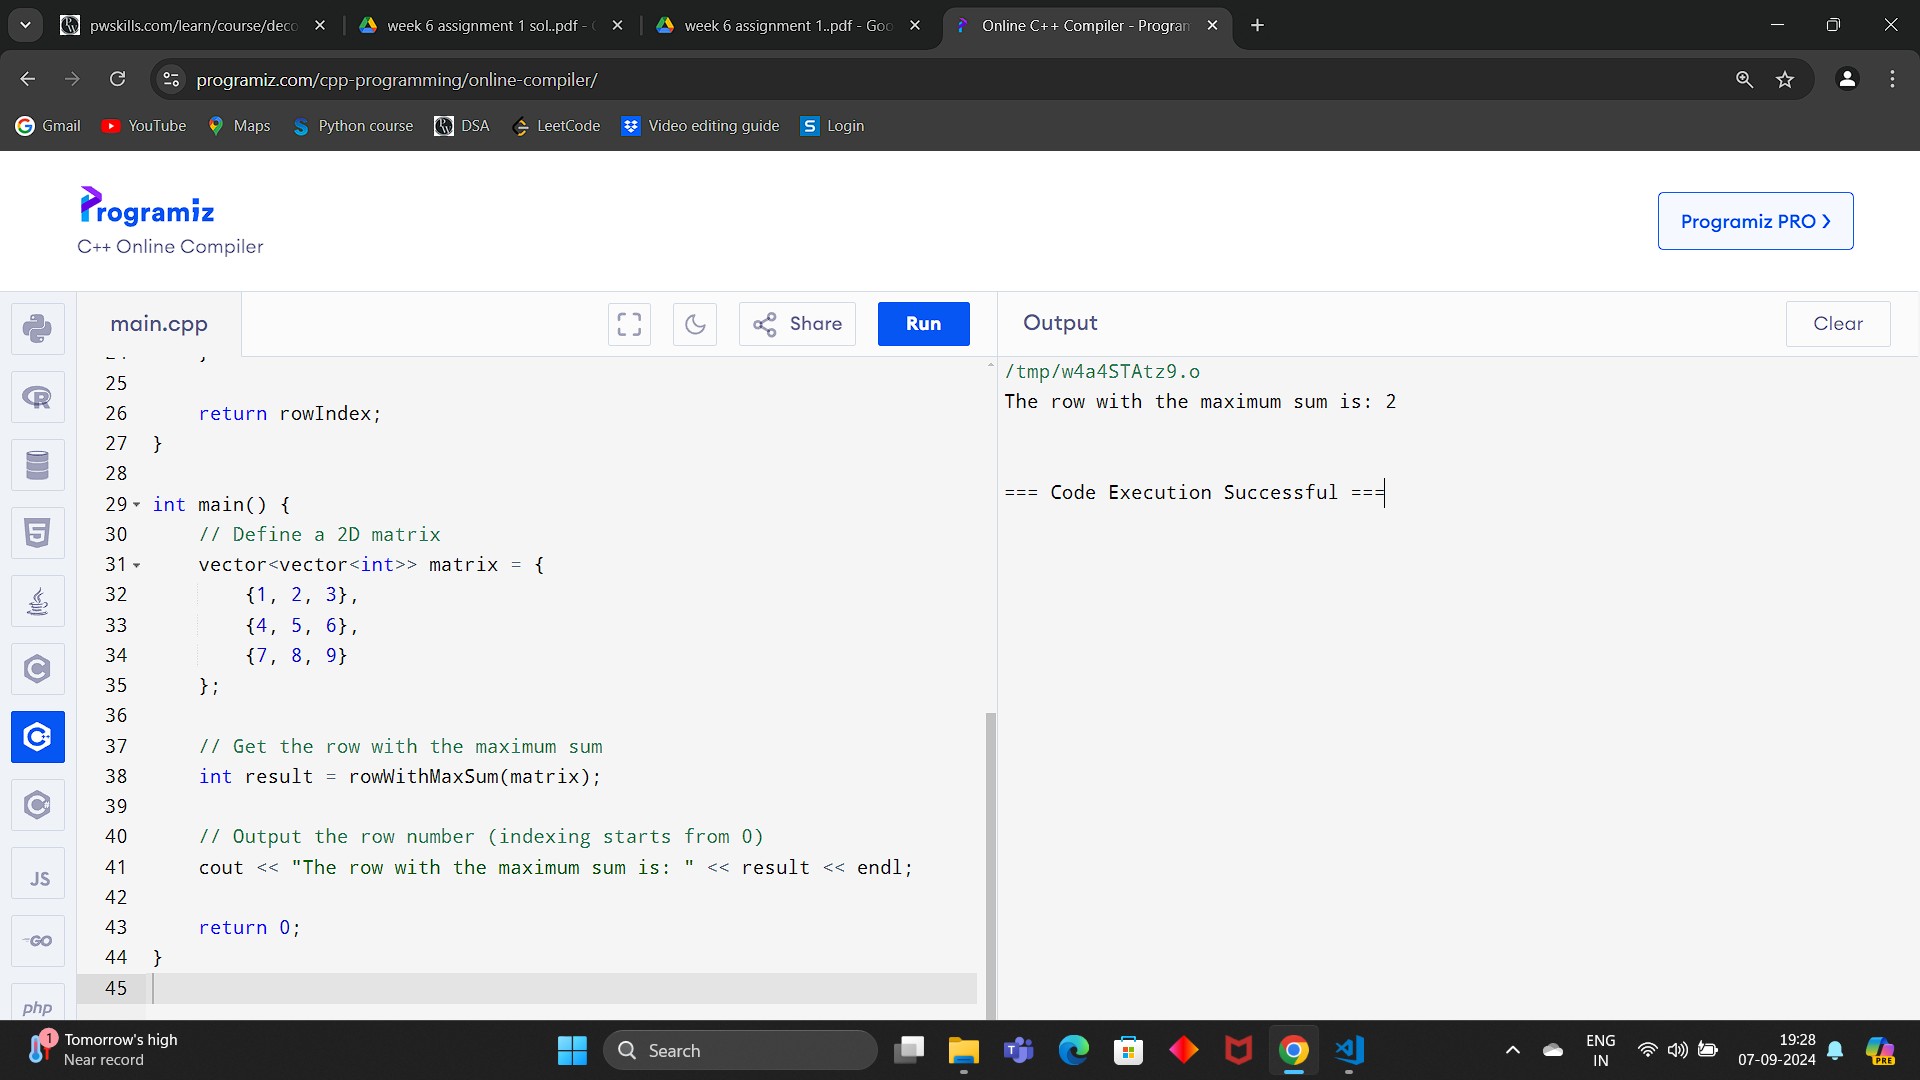 pwskills.com/learn/course/deco
week 6 assignment 1 sol..pdf - 
week 6 assignment 1..pdf - Goo
Online C++ Compiler - Program
programiz.com/cpp-programming/online-compiler/
Gmail
YouTube
Maps
Python course
DSA
LeetCode
Video editing guide
Login
Programiz
C++ Online Compiler
Programiz PRO >
main.cpp
Share
Run
Output
Clear
25
26 return rowIndex;
27 }
28
29 int main() {
30 // Define a 2D matrix
31 vector<vector<int>> matrix = {
32 {1, 2, 3},
33 {4, 5, 6},
34 {7, 8, 9}
35 };
36
37 // Get the row with the maximum sum
38 int result = rowWithMaxSum(matrix);
39
40 // Output the row number (indexing starts from 0)
41 cout << "The row with the maximum sum is: " << result << endl;
42
43 return 0;
44 }
45
/tmp/w4a4STAtz9.o
The row with the maximum sum is: 2
=== Code Execution Successful ===
JS
GO
php
1
Tomorrow's high
Near record
Search
ENG
IN
19:28
07-09-2024
PRE